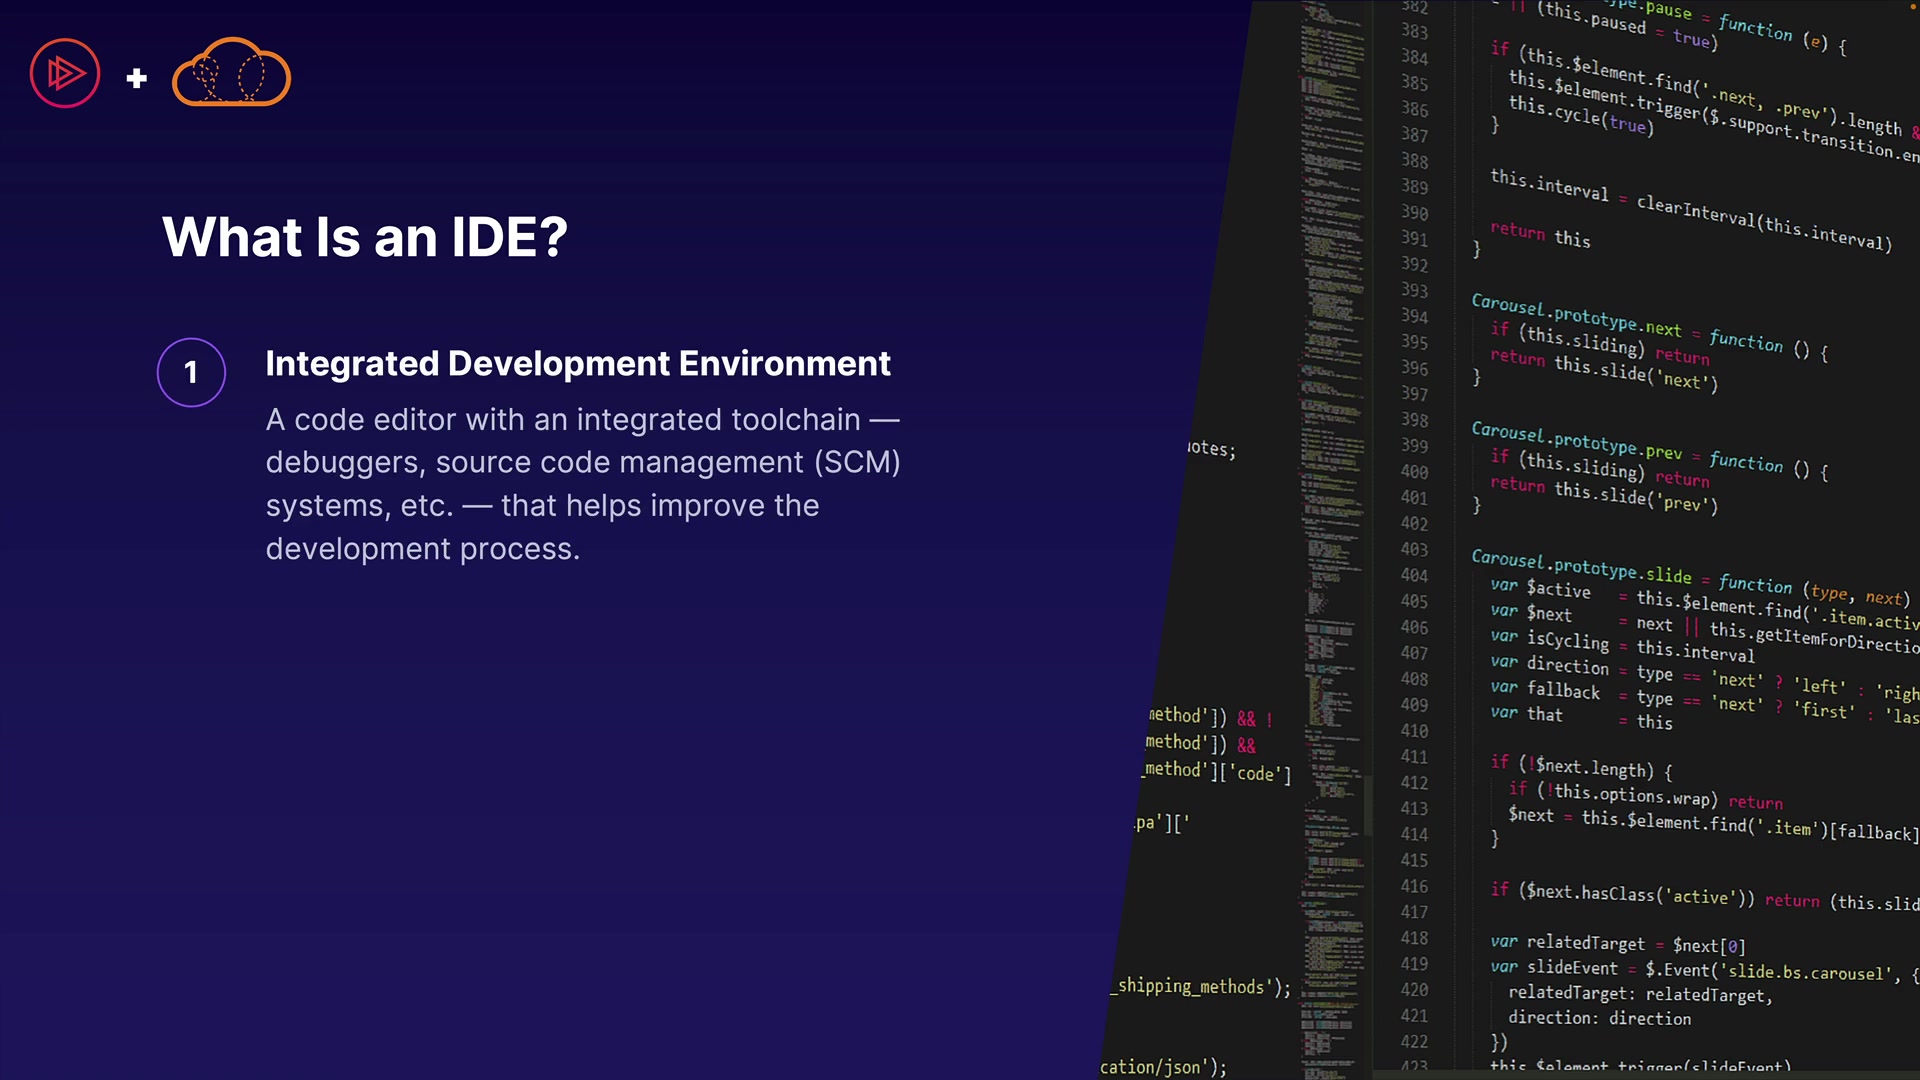 What Is an IDE?
1
Integrated Development Environment
A code editor with an integrated toolchain —
debuggers, source code management (SCM)
systems, etc. — that helps improve the
development process.
otes;
method']) && !
method']) &&
_method']['code']
pa']['
_shipping_methods');
cation/json');
382
383 || (this.paused = true)
384 if (this.$element.find('.next, .prev').length &
385 this.$element.trigger($.support.transition.en
386 this.cycle(true)
387 }
388
389 this.interval = clearInterval(this.interval)
390
391 return this
392 }
393
394 Carousel.prototype.next = function () {
395 if (this.sliding) return
396 return this.slide('next')
397 }
398
399 Carousel.prototype.prev = function () {
400 if (this.sliding) return
401 return this.slide('prev')
402 }
403
404 Carousel.prototype.slide = function (type, next)
405 var $active = this.$element.find('.item.activ
406 var $next = next || this.getItemForDirectio
407 var isCycling = this.interval
408 var direction = type == 'next' ? 'left' : 'righ
409 var fallback = type == 'next' ? 'first' : 'las
410 var that = this
411
412 if (!$next.length) {
413 if (!this.options.wrap) return
414 $next = this.$element.find('.item')[fallback]
415 }
416
417 if ($next.hasClass('active')) return (this.slid
418
419 var relatedTarget = $next[0]
420 var slideEvent = $.Event('slide.bs.carousel', {
421 relatedTarget: relatedTarget,
422 direction: direction
423 })
this.$element.trigger(slideEvent)